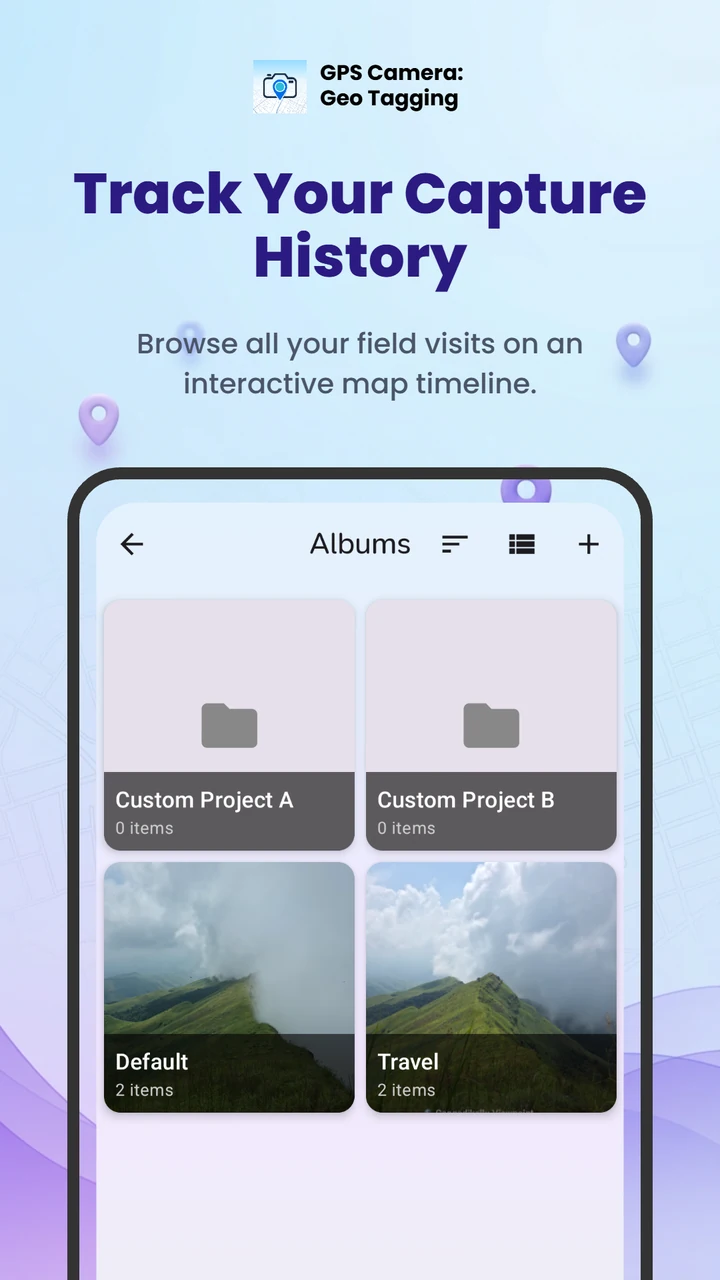 GPS Camera:
Geo Tagging
Track Your Capture
History
Browse all your field visits on an
interactive map timeline.
Albums
Custom Project A
0 items
Custom Project B
0 items
Default
2 items
Travel
2 items